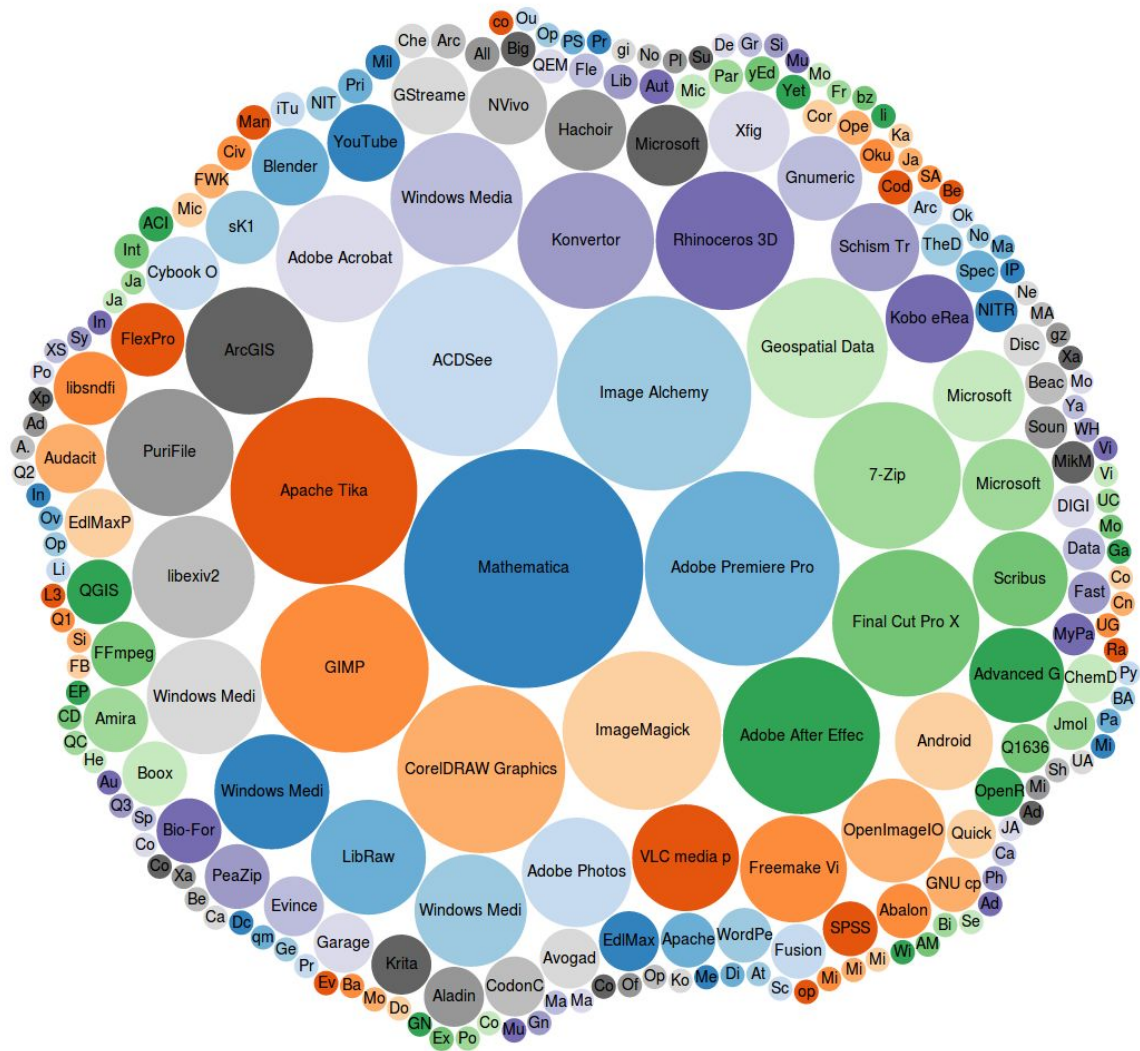 co
Ou
Op
PS
Pr
gi
No
Pl
Su
De
Gr
Si
Mu
Mo
Fr
bz
li
Ka
Ja
SA
Be
Ok
No
Ma
IP
Ne
MA
gz
Xa
Mo
Ya
WH
Vi
Vi
UC
Mo
Ga
Co
Cn
UG
Ra
Py
BA
Pa
Mi
UA
Sh
Mi
Ad
JA
Ca
Ph
Ad
Se
Bi
AM
Wi
Mi
Mi
Mi
op
Sc
At
Di
Me
Ko
Op
Of
Co
Ma
Ma
Gn
Mu
Co
Po
Ex
GN
Do
Mo
Ba
Ev
Pr
Ge
qm
Dc
Ca
Be
Xa
Co
Co
Sp
Q3
Au
He
QC
CD
EP
FB
Si
Q1
L3
Li
Op
Ov
In
Q2
A.
Ad
Xp
Po
XS
Sy
In
Ja
Ja
Int
ACI
Mic
FWK
Civ
Man
iTu
NIT
Pri
Mil
Che
Arc
All
Big
QEM
Fle
Lib
Aut
Mic
Par
yEd
Yet
Cor
Ope
Oku
Cod
Arc
TheD
Spec
NITR
Disc
Beac
Soun
MikM
DIGI
Data
Fast
MyPa
ChemD
Jmol
Q1636
OpenR
Quick
GNU cp
Abalon
SPSS
Fusion
WordPe
Apache
EdlMax
Avogad
CodonC
Aladin
Krita
Garage
Evince
PeaZip
Bio-For
Boox
Amira
FFmpeg
QGIS
EdlMaxP
Audacit
libsndfi
FlexPro
Cybook O
sK1
Blender
YouTube
GStreame
NVivo
Hachoir
Microsoft
Xfig
Gnumeric
Schism Tr
Kobo eRea
Microsoft
Microsoft
Scribus
Advanced G
Android
OpenImageIO
Freemake Vi
VLC media p
Adobe Photos
Windows Medi
LibRaw
Windows Medi
Windows Medi
libexiv2
PuriFile
ArcGIS
Adobe Acrobat
Windows Media
Konvertor
Rhinoceros 3D
Geospatial Data
7-Zip
Final Cut Pro X
Adobe After Effec
ImageMagick
CorelDRAW Graphics
GIMP
Apache Tika
ACDSee
Image Alchemy
Adobe Premiere Pro
Mathematica